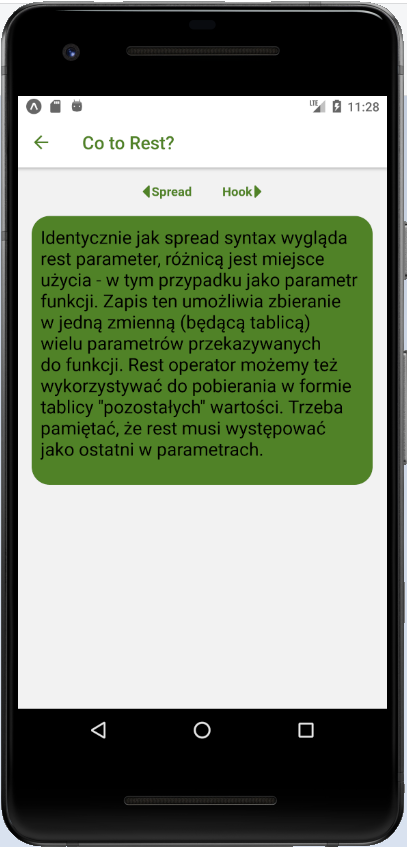 LTE 11:28
Co to Rest?
Spread Hook
Identycznie jak spread syntax wygląda
rest parameter, różnicą jest miejsce
użycia - w tym przypadku jako parametr
funkcji. Zapis ten umożliwia zbieranie
w jedną zmienną (będącą tablicą)
wielu parametrów przekazywanych
do funkcji. Rest operator możemy też
wykorzystywać do pobierania w formie
tablicy "pozostałych" wartości. Trzeba
pamiętać, że rest musi występować
jako ostatni w parametrach.